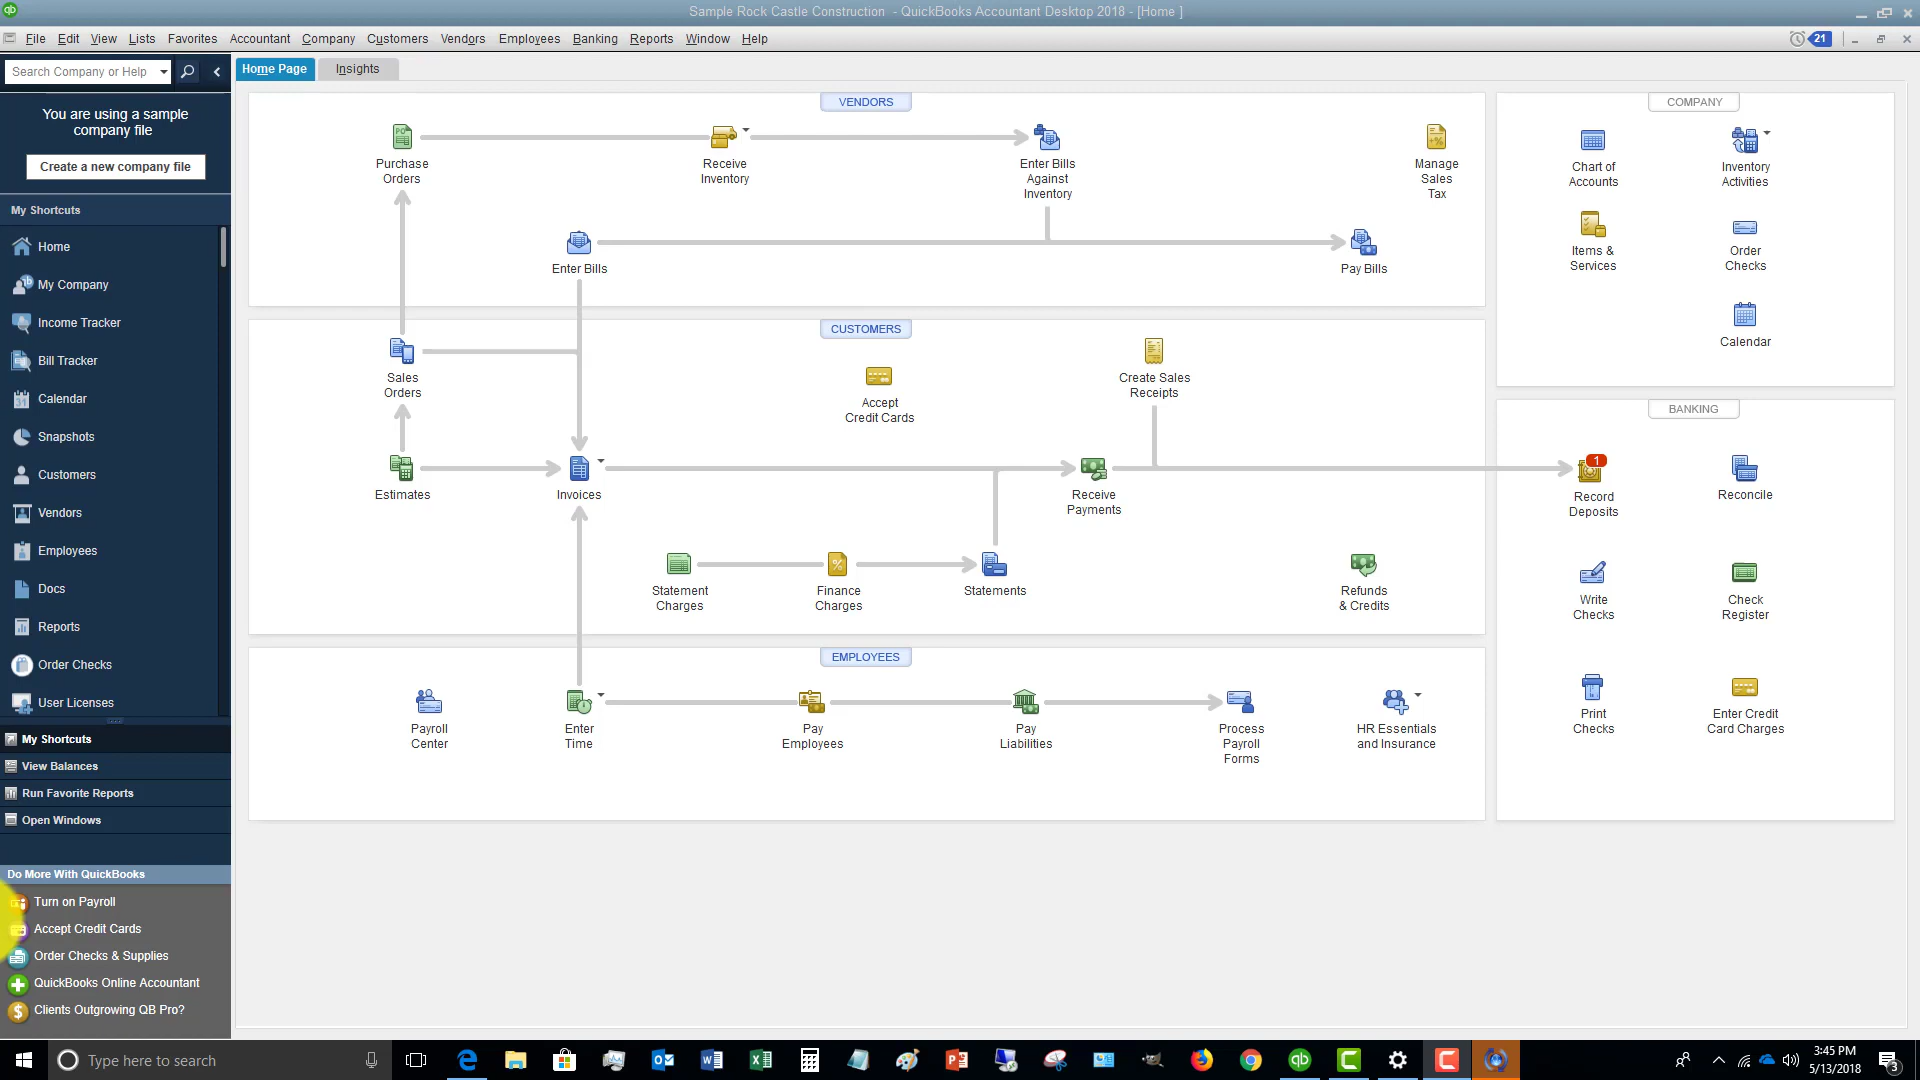 Sample Rock Castle Construction - QuickBooks Accountant Desktop 2018 - [Home ]
File Edit View Lists Favorites Accountant Company Customers Vendors Employees Banking Reports Window Help
21
Search Company or Help
Home Page Insights
You are using a sample
company file
Create a new company file
My Shortcuts
Home
My Company
Income Tracker
Bill Tracker
Calendar
Snapshots
Customers
Vendors
Employees
Docs
Reports
Order Checks
User Licenses
My Shortcuts
View Balances
Run Favorite Reports
Open Windows
Do More With QuickBooks
Turn on Payroll
Accept Credit Cards
Order Checks & Supplies
QuickBooks Online Accountant
Clients Outgrowing QB Pro?
VENDORS
Purchase
Orders
Receive
Inventory
Enter Bills
Against
Inventory
Manage
Sales
Tax
Enter Bills
Pay Bills
CUSTOMERS
Sales
Orders
Accept
Credit Cards
Create Sales
Receipts
Estimates
Invoices
Receive
Payments
Statement
Charges
Finance
Charges
Statements
Refunds
& Credits
EMPLOYEES
Payroll
Center
Enter
Time
Pay
Employees
Pay
Liabilities
Process
Payroll
Forms
HR Essentials
and Insurance
COMPANY
Chart of
Accounts
Inventory
Activities
Items &
Services
Order
Checks
Calendar
BANKING
1
Record
Deposits
Reconcile
Write
Checks
Check
Register
Print
Checks
Enter Credit
Card Charges
Type here to search
3:45 PM
5/13/2018
3